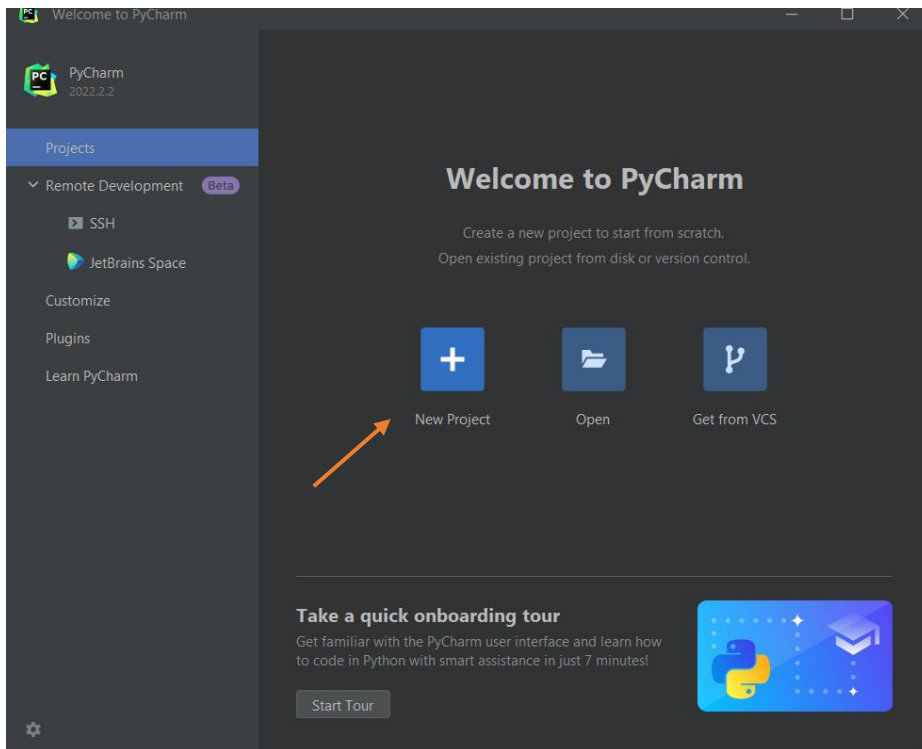 Welcome to PyCharm
PC
PyCharm
2022.2.2
Projects
Remote Development Beta
SSH
JetBrains Space
Customize
Plugins
Learn PyCharm
Welcome to PyCharm
Create a new project to start from scratch.
Open existing project from disk or version control.
New Project
Open
Get from VCS
Take a quick onboarding tour
Get familiar with the PyCharm user interface and learn how
to code in Python with smart assistance in just 7 minutes!
Start Tour